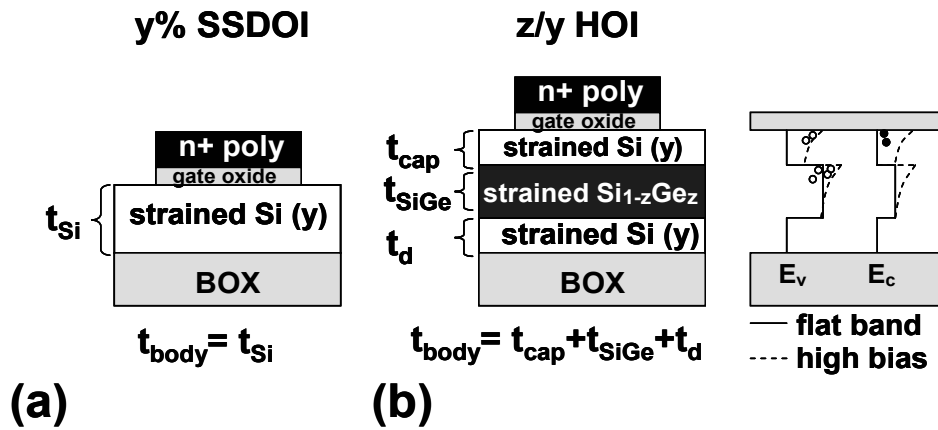 y% SSDOI
z/y HOI
n+ poly
gate oxide
t_Si
strained Si (y)
BOX
t_body= t_Si
(a)
n+ poly
gate oxide
t_cap
strained Si (y)
t_SiGe
strained Si_1-zGe_z
t_d
strained Si (y)
BOX
t_body= t_cap+t_SiGe+t_d
(b)
E_v
E_c
flat band
high bias